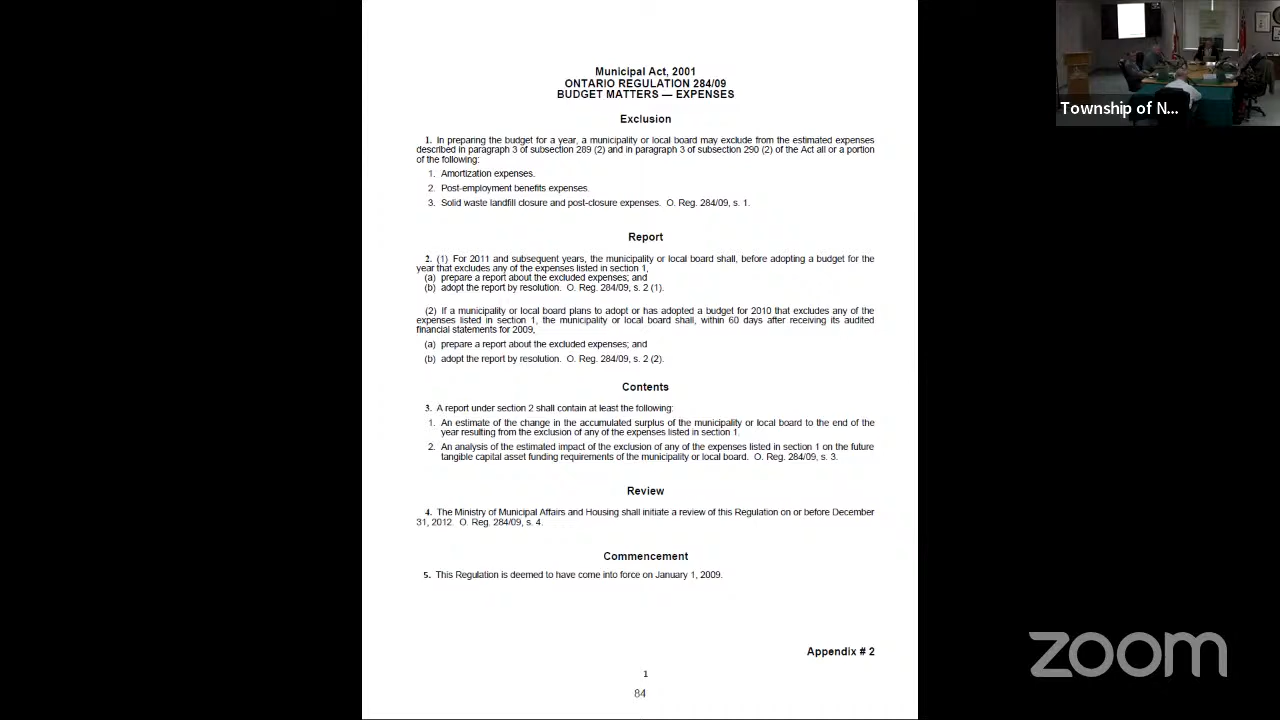 Municipal Act, 2001
ONTARIO REGULATION 284/09
BUDGET MATTERS — EXPENSES
Exclusion
1. In preparing the budget for a year, a municipality or local board may exclude from the estimated expenses
described in paragraph 3 of subsection 289 (2) and in paragraph 3 of subsection 290 (2) of the Act all or a portion
of the following:
1. Amortization expenses.
2. Post-employment benefits expenses.
3. Solid waste landfill closure and post-closure expenses. O. Reg. 284/09, s. 1.
Report
2. (1) For 2011 and subsequent years, the municipality or local board shall, before adopting a budget for the
year that excludes any of the expenses listed in section 1,
(a) prepare a report about the excluded expenses; and
(b) adopt the report by resolution. O. Reg. 284/09, s. 2 (1).
(2) If a municipality or local board plans to adopt or has adopted a budget for 2010 that excludes any of the
expenses listed in section 1, the municipality or local board shall, within 60 days after receiving its audited
financial statements for 2009,
(a) prepare a report about the excluded expenses; and
(b) adopt the report by resolution. O. Reg. 284/09, s. 2 (2).
Contents
3. A report under section 2 shall contain at least the following:
1. An estimate of the change in the accumulated surplus of the municipality or local board to the end of the
year resulting from the exclusion of any of the expenses listed in section 1.
2. An analysis of the estimated impact of the exclusion of any of the expenses listed in section 1 on the future
tangible capital asset funding requirements of the municipality or local board. O. Reg. 284/09, s. 3.
Review
4. The Ministry of Municipal Affairs and Housing shall initiate a review of this Regulation on or before December
31, 2012. O. Reg. 284/09, s. 4.
Commencement
5. This Regulation is deemed to have come into force on January 1, 2009.
Appendix # 2
1
84
Township of N...
zoom